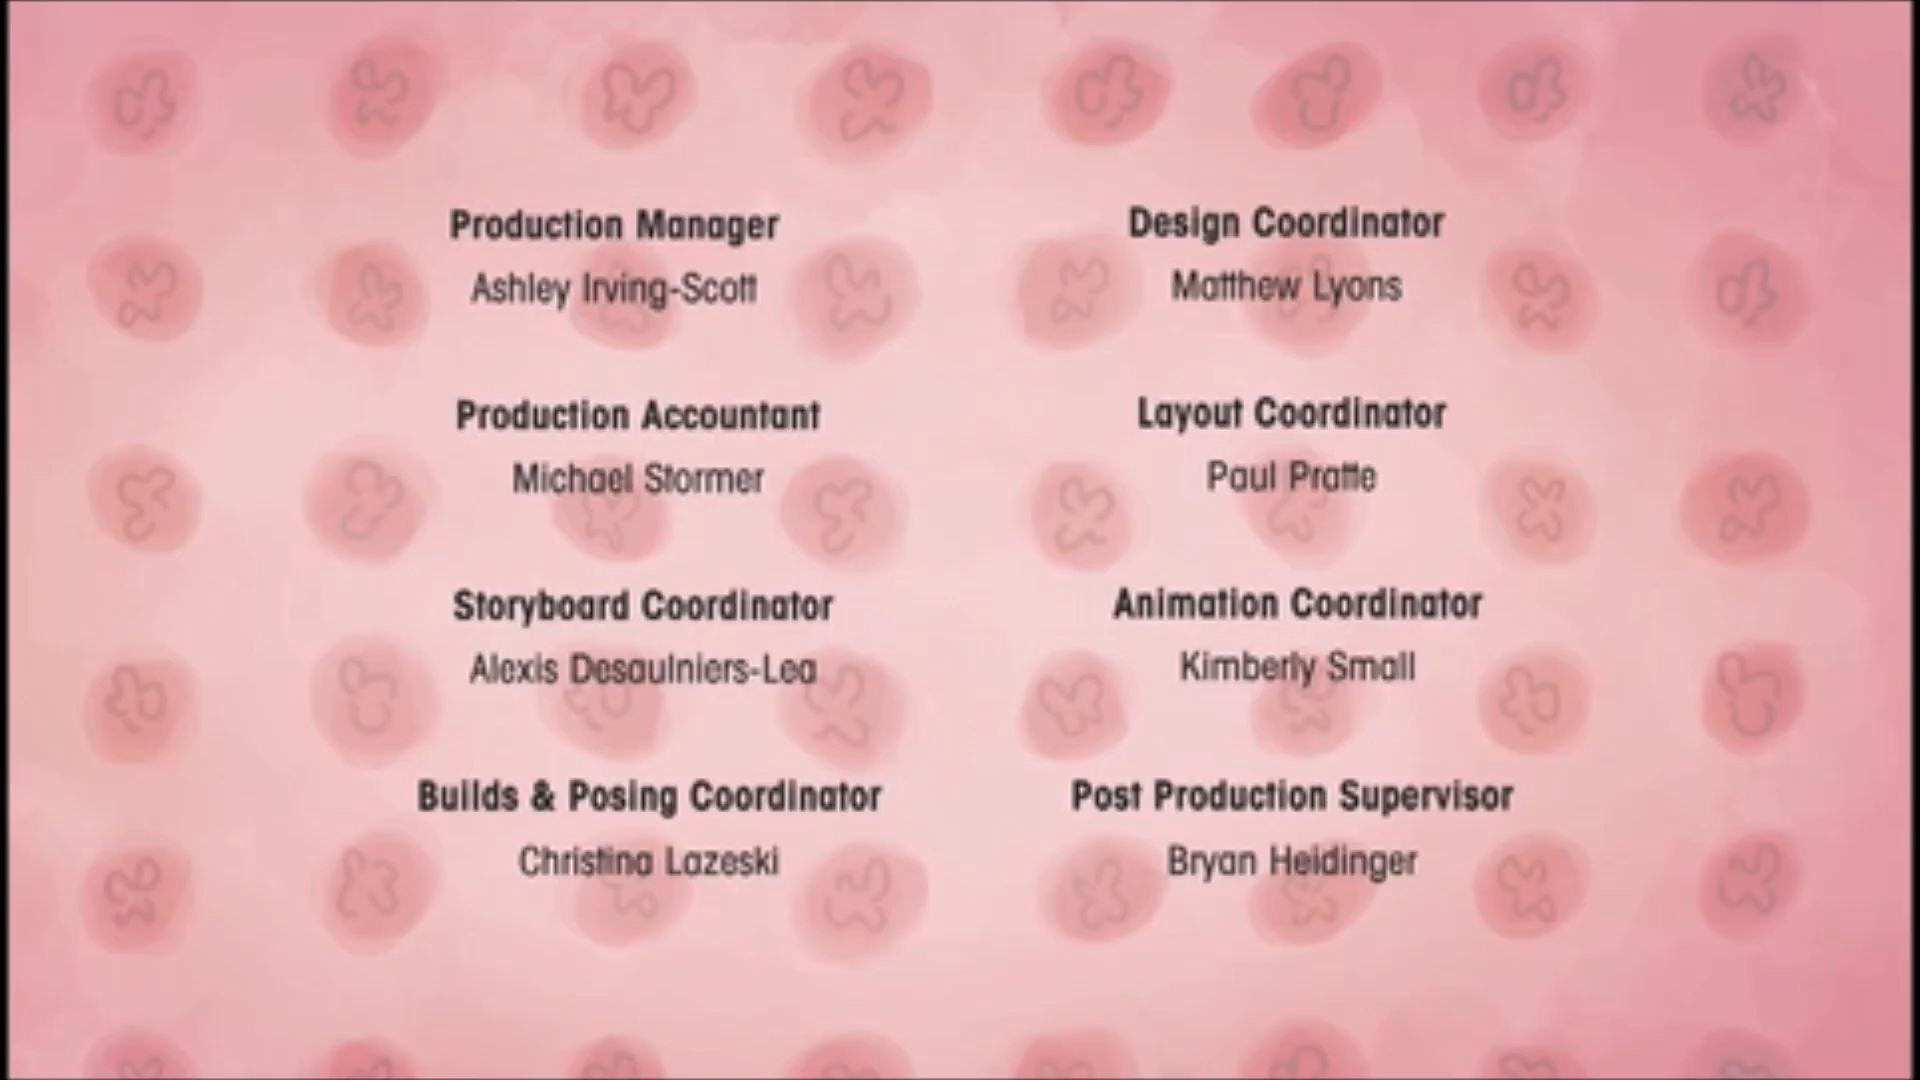 Production Manager
Ashley Irving-Scott
Production Accountant
Michael Stormer
Storyboard Coordinator
Alexis Desaulniers-Lea
Builds & Posing Coordinator
Christina Lazeski
Design Coordinator
Matthew Lyons
Layout Coordinator
Paul Pratte
Animation Coordinator
Kimberly Small
Post Production Supervisor
Bryan Heidinger